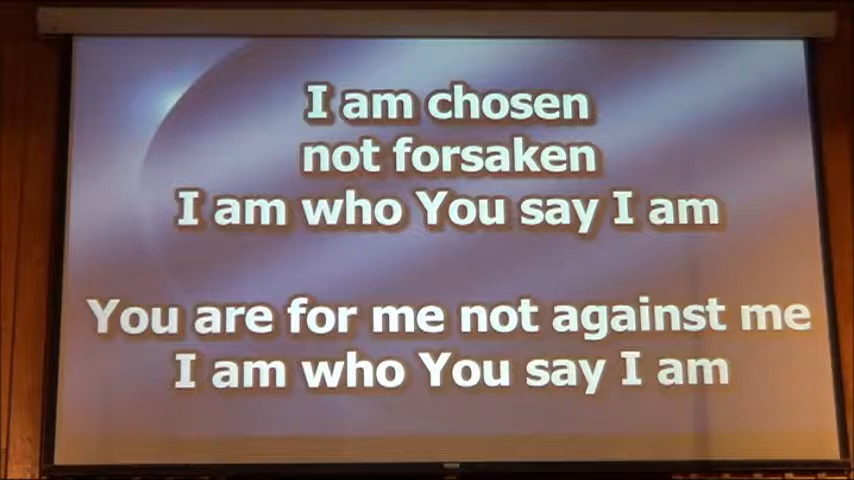 I am chosen
not forsaken
I am who You say I am
You are for me not against me
I am who You say I am